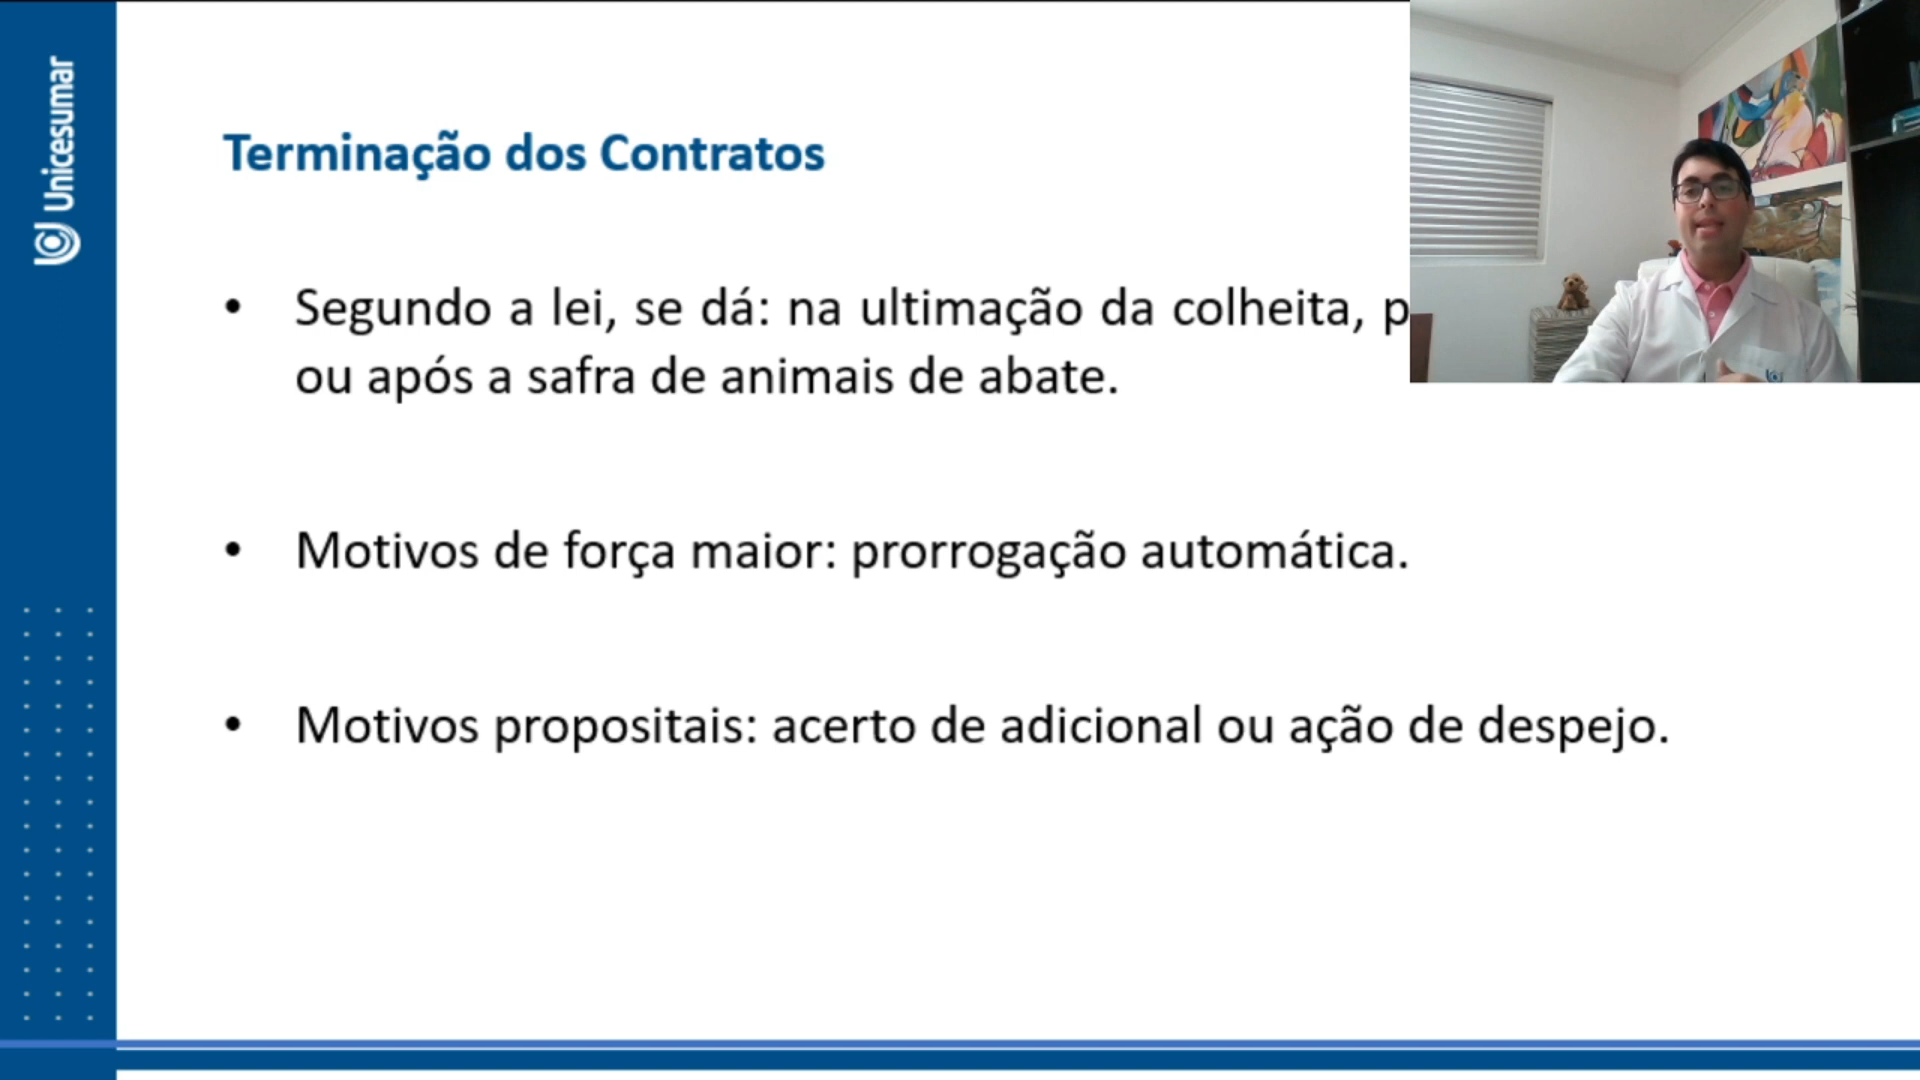 Unicesumar
Terminação dos Contratos
• Segundo a lei, se dá: na ultimação da colheita,
ou após a safra de animais de abate.
• Motivos de força maior: prorrogação automática.
• Motivos propositais: acerto de adicional ou ação de despejo.